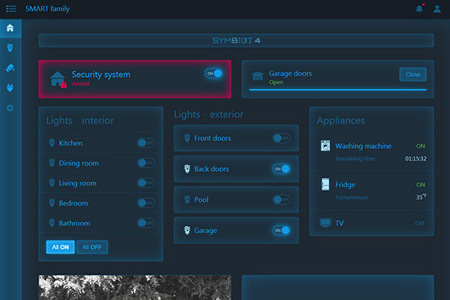 SMART family
SYMBIOT 4
Security system
Armed
ON
Garage doors
Open
Close
Lights - interior
Kitchen
OFF
Dining room
OFF
Living room
OFF
Bedroom
OFF
Bathroom
OFF
All ON
All OFF
Lights - exterior
Front doors
OFF
Back doors
ON
Pool
OFF
Garage
ON
Appliances
Washing machine
ON
Remaining time
01:15:32
Fridge
ON
Temperature
35°F
TV
OFF